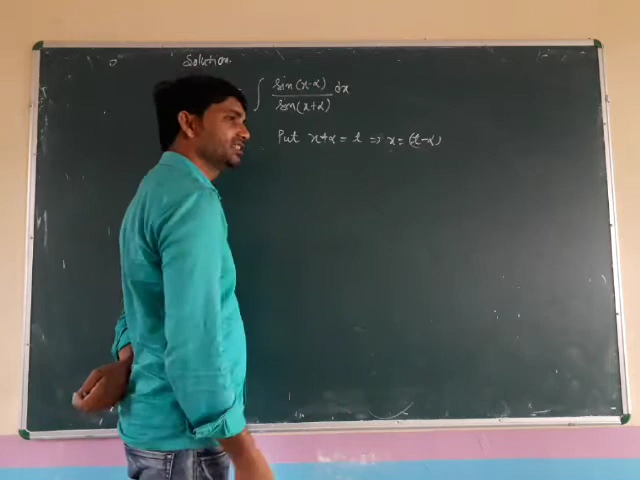 Solution.
∫ sin(x-α)/sin(x+α) dx
Put x+α = t ⇒ x = (t-α)